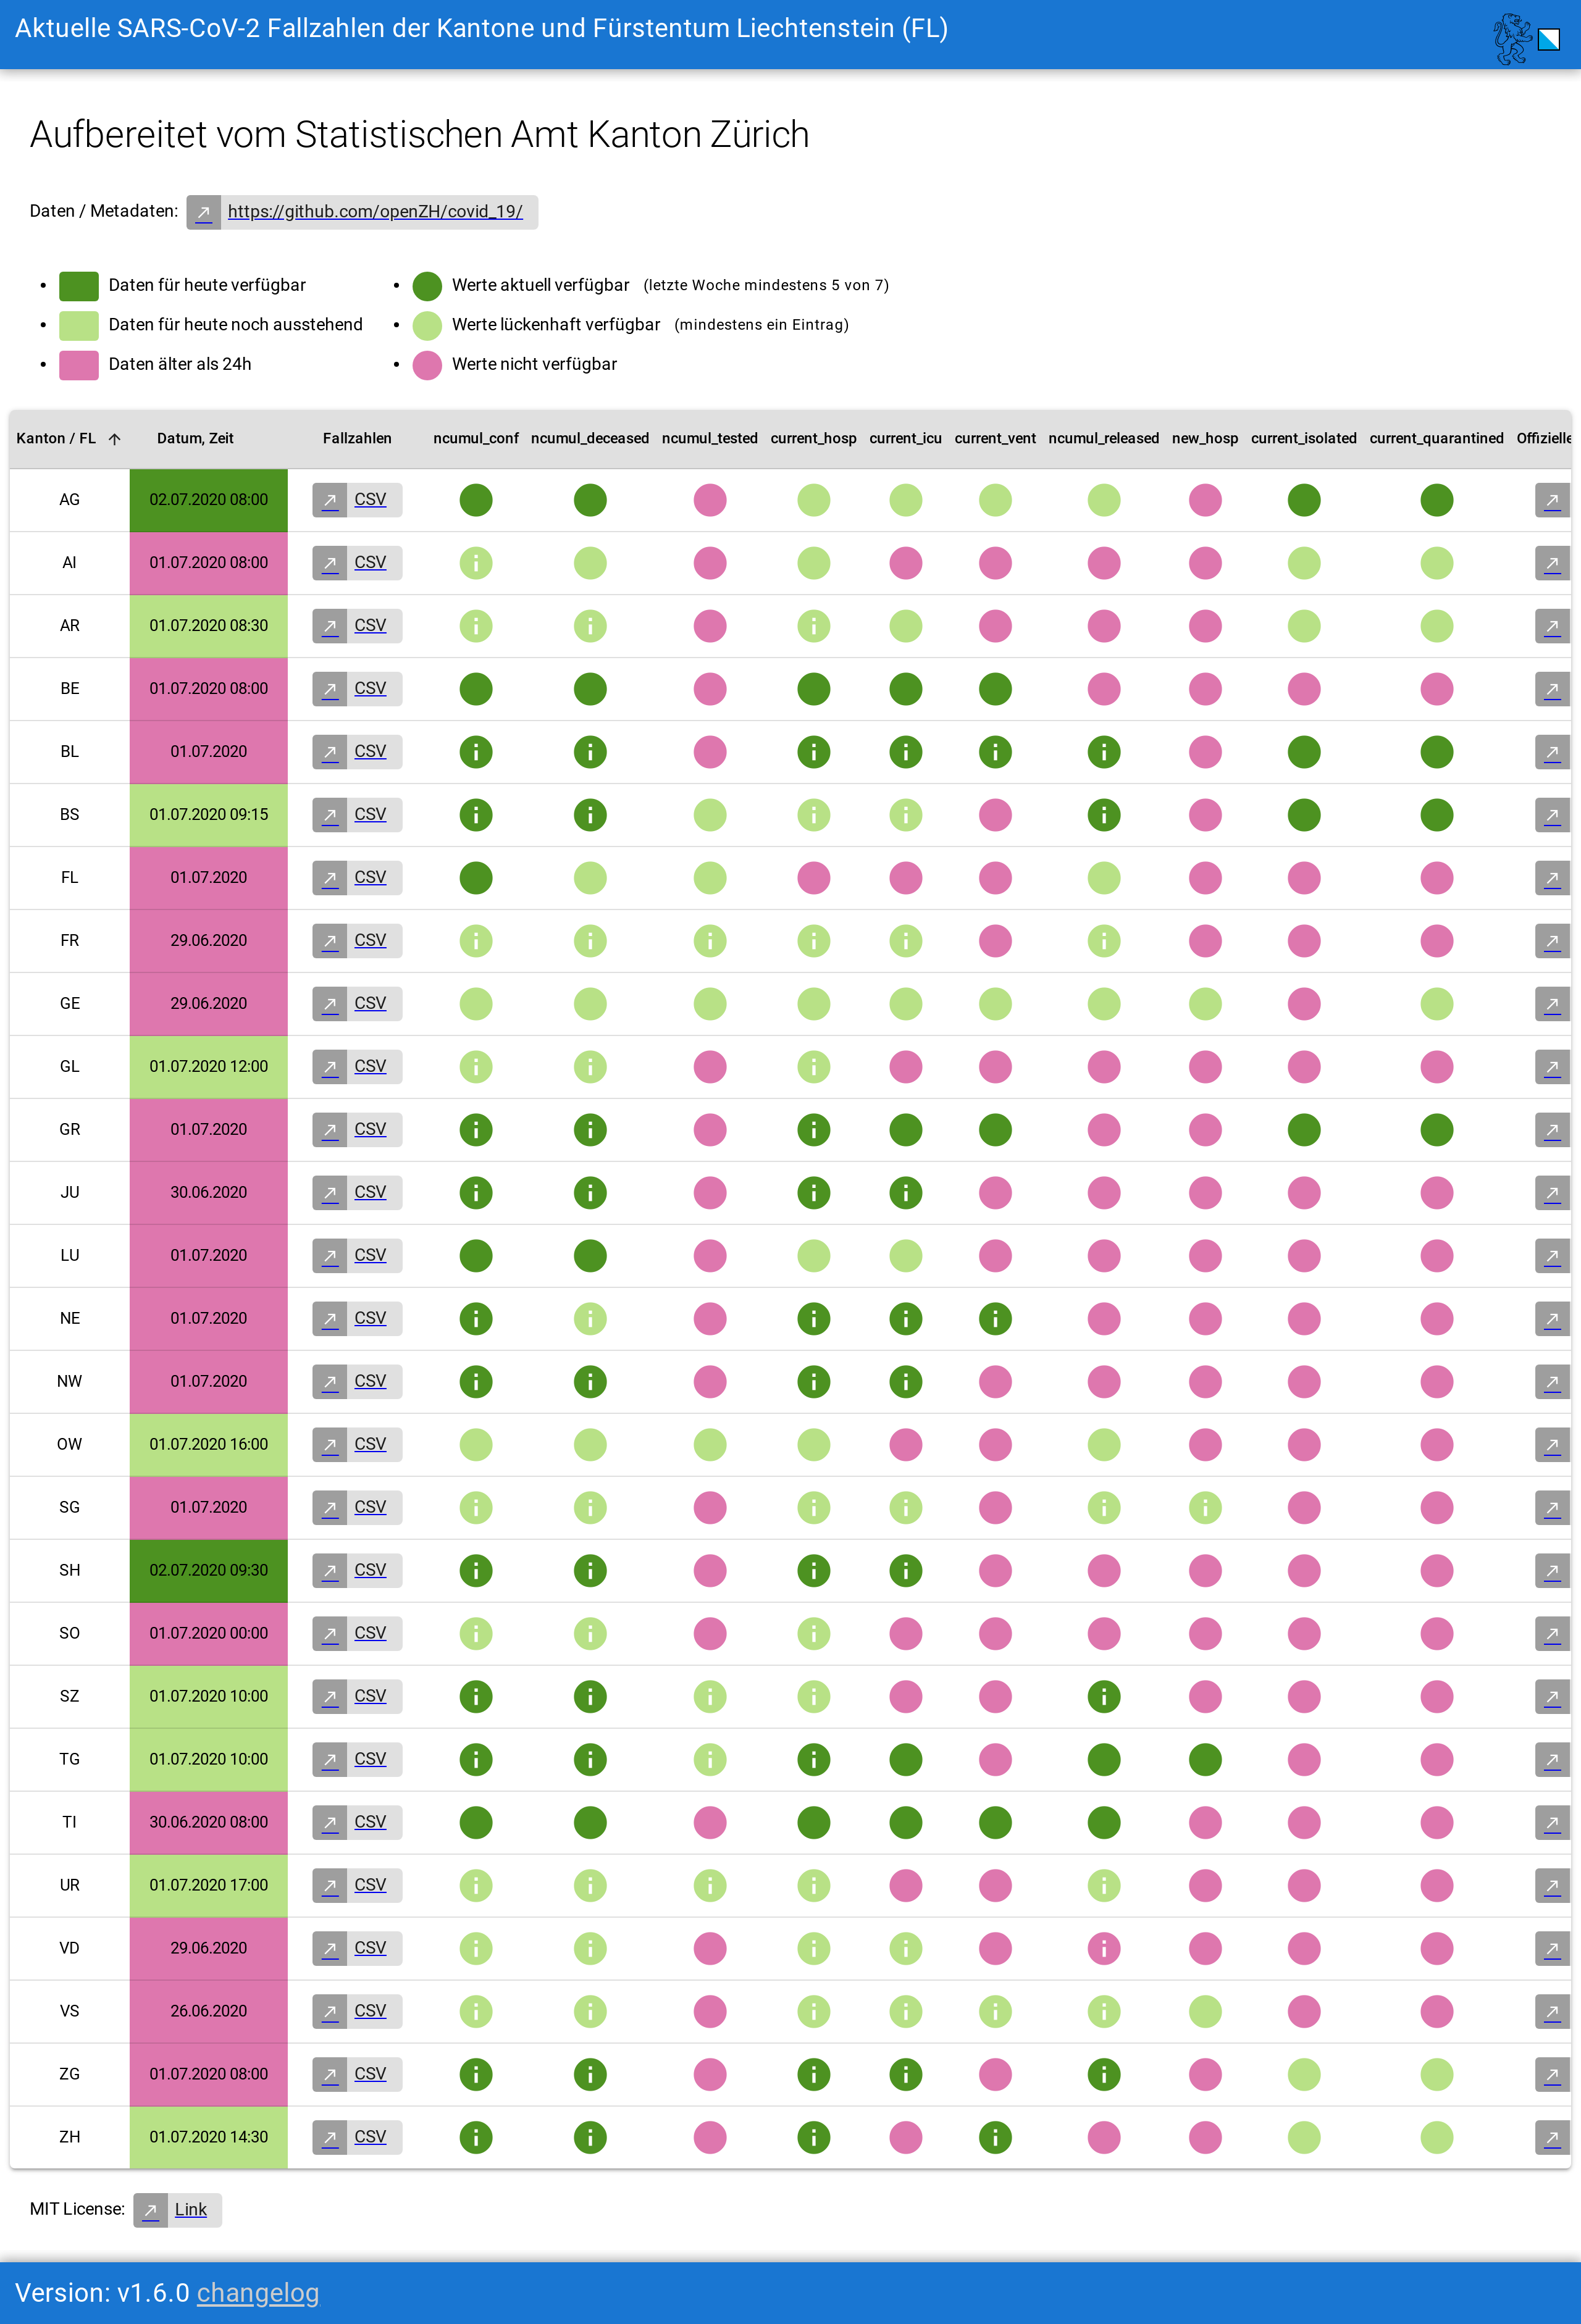 Aktuelle SARS-CoV-2 Fallzahlen der Kantone und Fürstentum Liechtenstein (FL)
Aufbereitet vom Statistischen Amt Kanton Zürich
Daten / Metadaten: https://github.com/openZH/covid_19/
Daten für heute verfügbar
Daten für heute noch ausstehend
Daten älter als 24h
Werte aktuell verfügbar (letzte Woche mindestens 5 von 7)
Werte lückenhaft verfügbar (mindestens ein Eintrag)
Werte nicht verfügbar
Kanton / FL Datum, Zeit Fallzahlen ncumul_conf ncumul_deceased ncumul_tested current_hosp current_icu current_vent ncumul_released new_hosp current_isolated current_quarantined Offizielle
AG 02.07.2020 08:00 CSV
AI 01.07.2020 08:00 CSV
AR 01.07.2020 08:30 CSV
BE 01.07.2020 08:00 CSV
BL 01.07.2020 CSV
BS 01.07.2020 09:15 CSV
FL 01.07.2020 CSV
FR 29.06.2020 CSV
GE 29.06.2020 CSV
GL 01.07.2020 12:00 CSV
GR 01.07.2020 CSV
JU 30.06.2020 CSV
LU 01.07.2020 CSV
NE 01.07.2020 CSV
NW 01.07.2020 CSV
OW 01.07.2020 16:00 CSV
SG 01.07.2020 CSV
SH 02.07.2020 09:30 CSV
SO 01.07.2020 00:00 CSV
SZ 01.07.2020 10:00 CSV
TG 01.07.2020 10:00 CSV
TI 30.06.2020 08:00 CSV
UR 01.07.2020 17:00 CSV
VD 29.06.2020 CSV
VS 26.06.2020 CSV
ZG 01.07.2020 08:00 CSV
ZH 01.07.2020 14:30 CSV
MIT License: Link
Version: v1.6.0 changelog